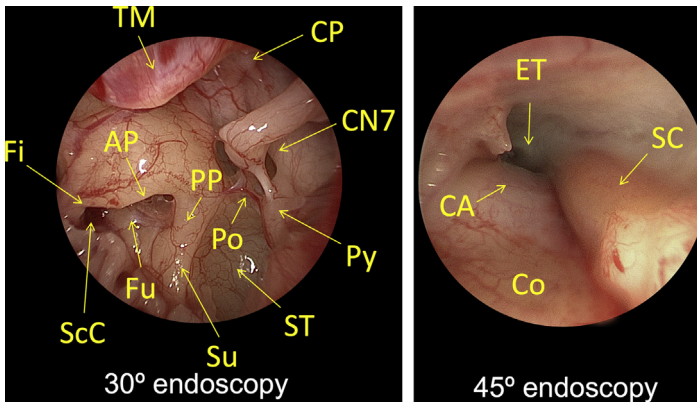 TM
CP
ET
CN7
SC
Fi
AP
PP
CA
Po
Py
Fu
Co
ScC
ST
Su
30º endoscopy
45º endoscopy